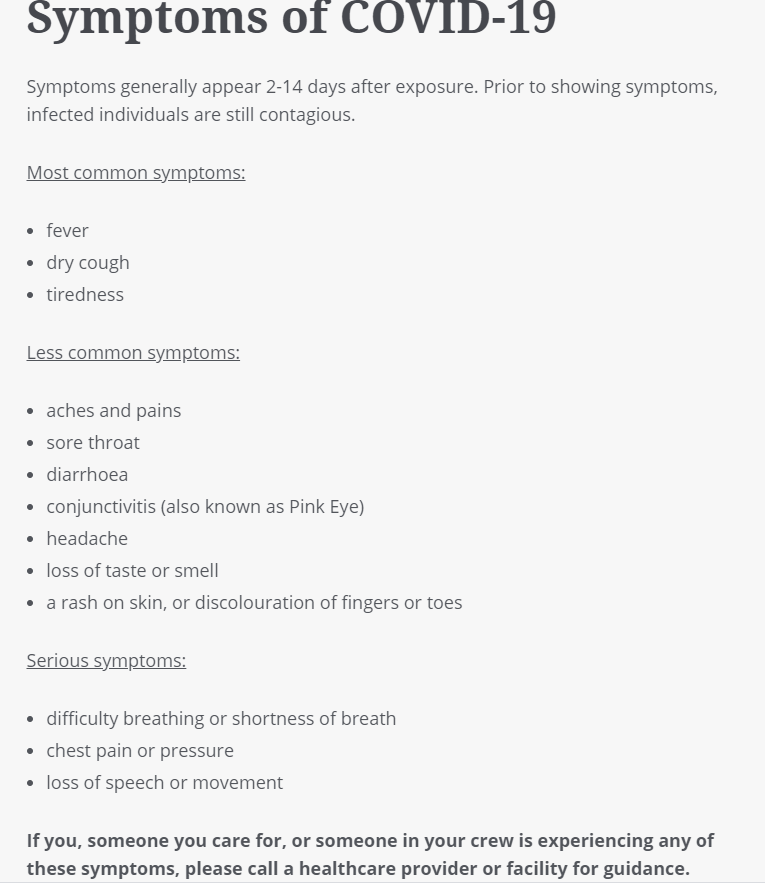 Symptoms of COVID-19
Symptoms generally appear 2-14 days after exposure. Prior to showing symptoms,
infected individuals are still contagious.
Most common symptoms:
• fever
• dry cough
• tiredness
Less common symptoms:
• aches and pains
• sore throat
• diarrhoea
• conjunctivitis (also known as Pink Eye)
• headache
• loss of taste or smell
• a rash on skin, or discolouration of fingers or toes
Serious symptoms:
• difficulty breathing or shortness of breath
• chest pain or pressure
• loss of speech or movement
If you, someone you care for, or someone in your crew is experiencing any of
these symptoms, please call a healthcare provider or facility for guidance.